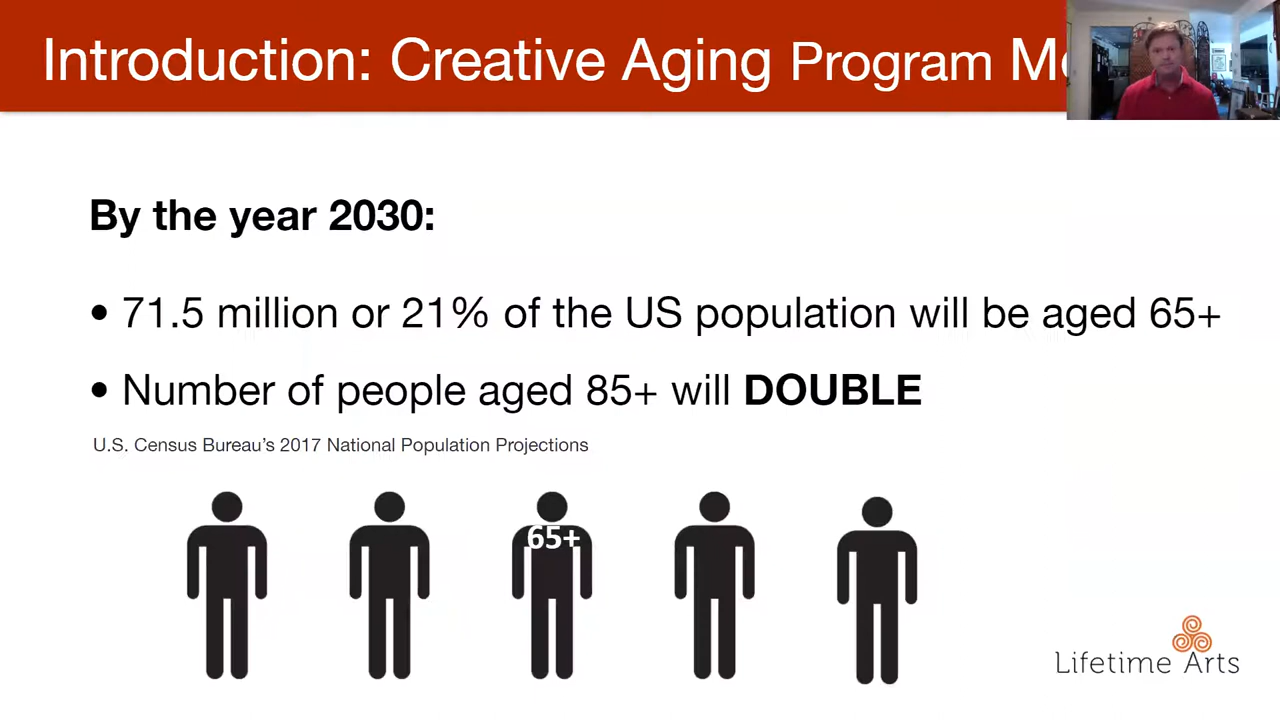 Introduction: Creative Aging Program
By the year 2030:
• 71.5 million or 21% of the US population will be aged 65+
• Number of people aged 85+ will DOUBLE
U.S. Census Bureau's 2017 National Population Projections
65+
Lifetime Arts